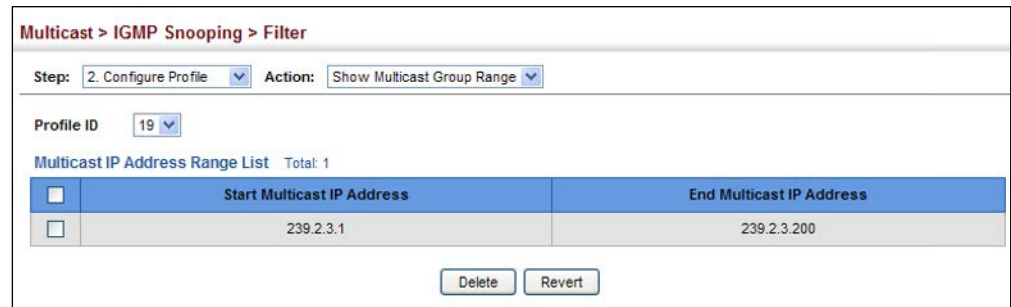 Multicast > IGMP Snooping > Filter
Step: 2. Configure Profile Action: Show Multicast Group Range
Profile ID 19
Multicast IP Address Range List Total: 1
Start Multicast IP Address End Multicast IP Address
239.2.3.1 239.2.3.200
Delete Revert